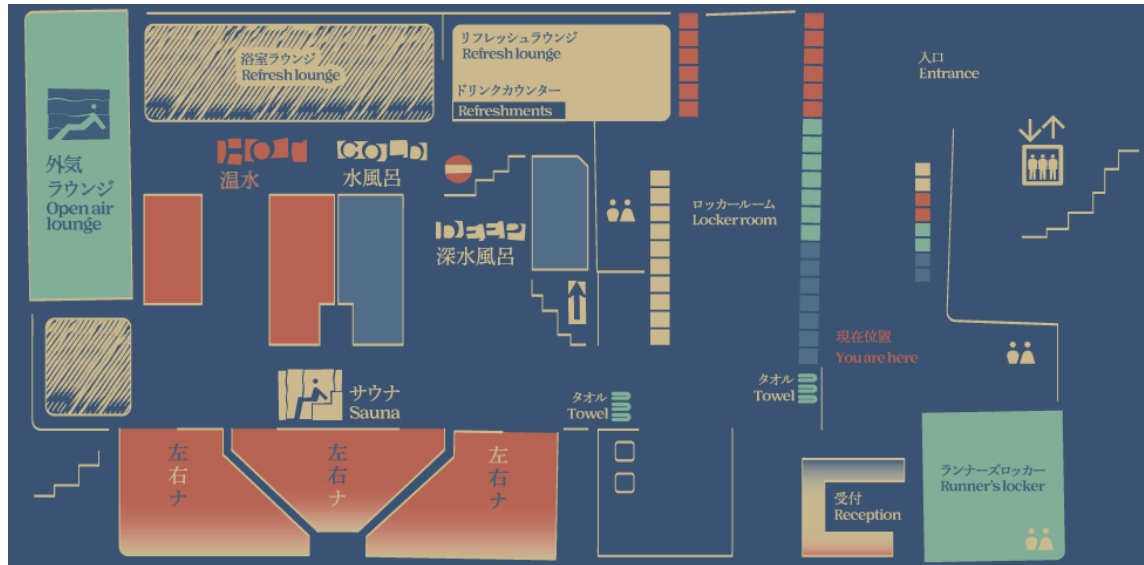 浴室ラウンジ
Refresh lounge
リフレッシュラウンジ
Refresh lounge
ドリンクカウンター
Refreshments
入口
Entrance
外気
ラウンジ
Open air
lounge
HOT
温水
COLD
水風呂
DEEP
深水風呂
ロッカールーム
Locker room
現在位置
You are here
サウナ
Sauna
タオル
Towel
タオル
Towel
左
右
ナ
左
右
ナ
左
右
ナ
受付
Reception
ランナーズロッカー
Runner's locker